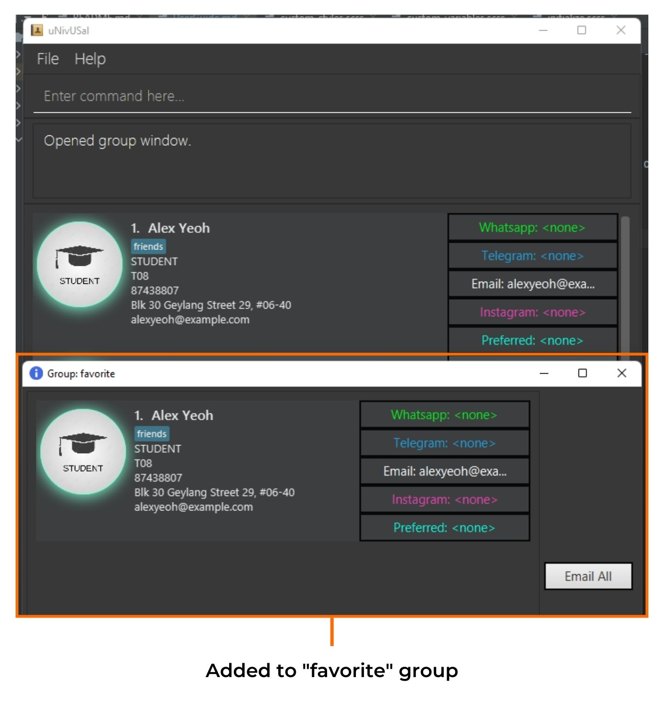 uNivUSal
File Help
Enter command here...
Opened group window.
STUDENT
1. Alex Yeoh
friends
STUDENT
T08
87438807
Blk 30 Geylang Street 29, #06-40
alexyeoh@example.com
Whatsapp: <none>
Telegram: <none>
Email: alexyeoh@exa...
Instagram: <none>
Preferred: <none>
Group: favorite
STUDENT
1. Alex Yeoh
friends
STUDENT
T08
87438807
Blk 30 Geylang Street 29, #06-40
alexyeoh@example.com
Whatsapp: <none>
Telegram: <none>
Email: alexyeoh@exa...
Instagram: <none>
Preferred: <none>
Email All
Added to "favorite" group